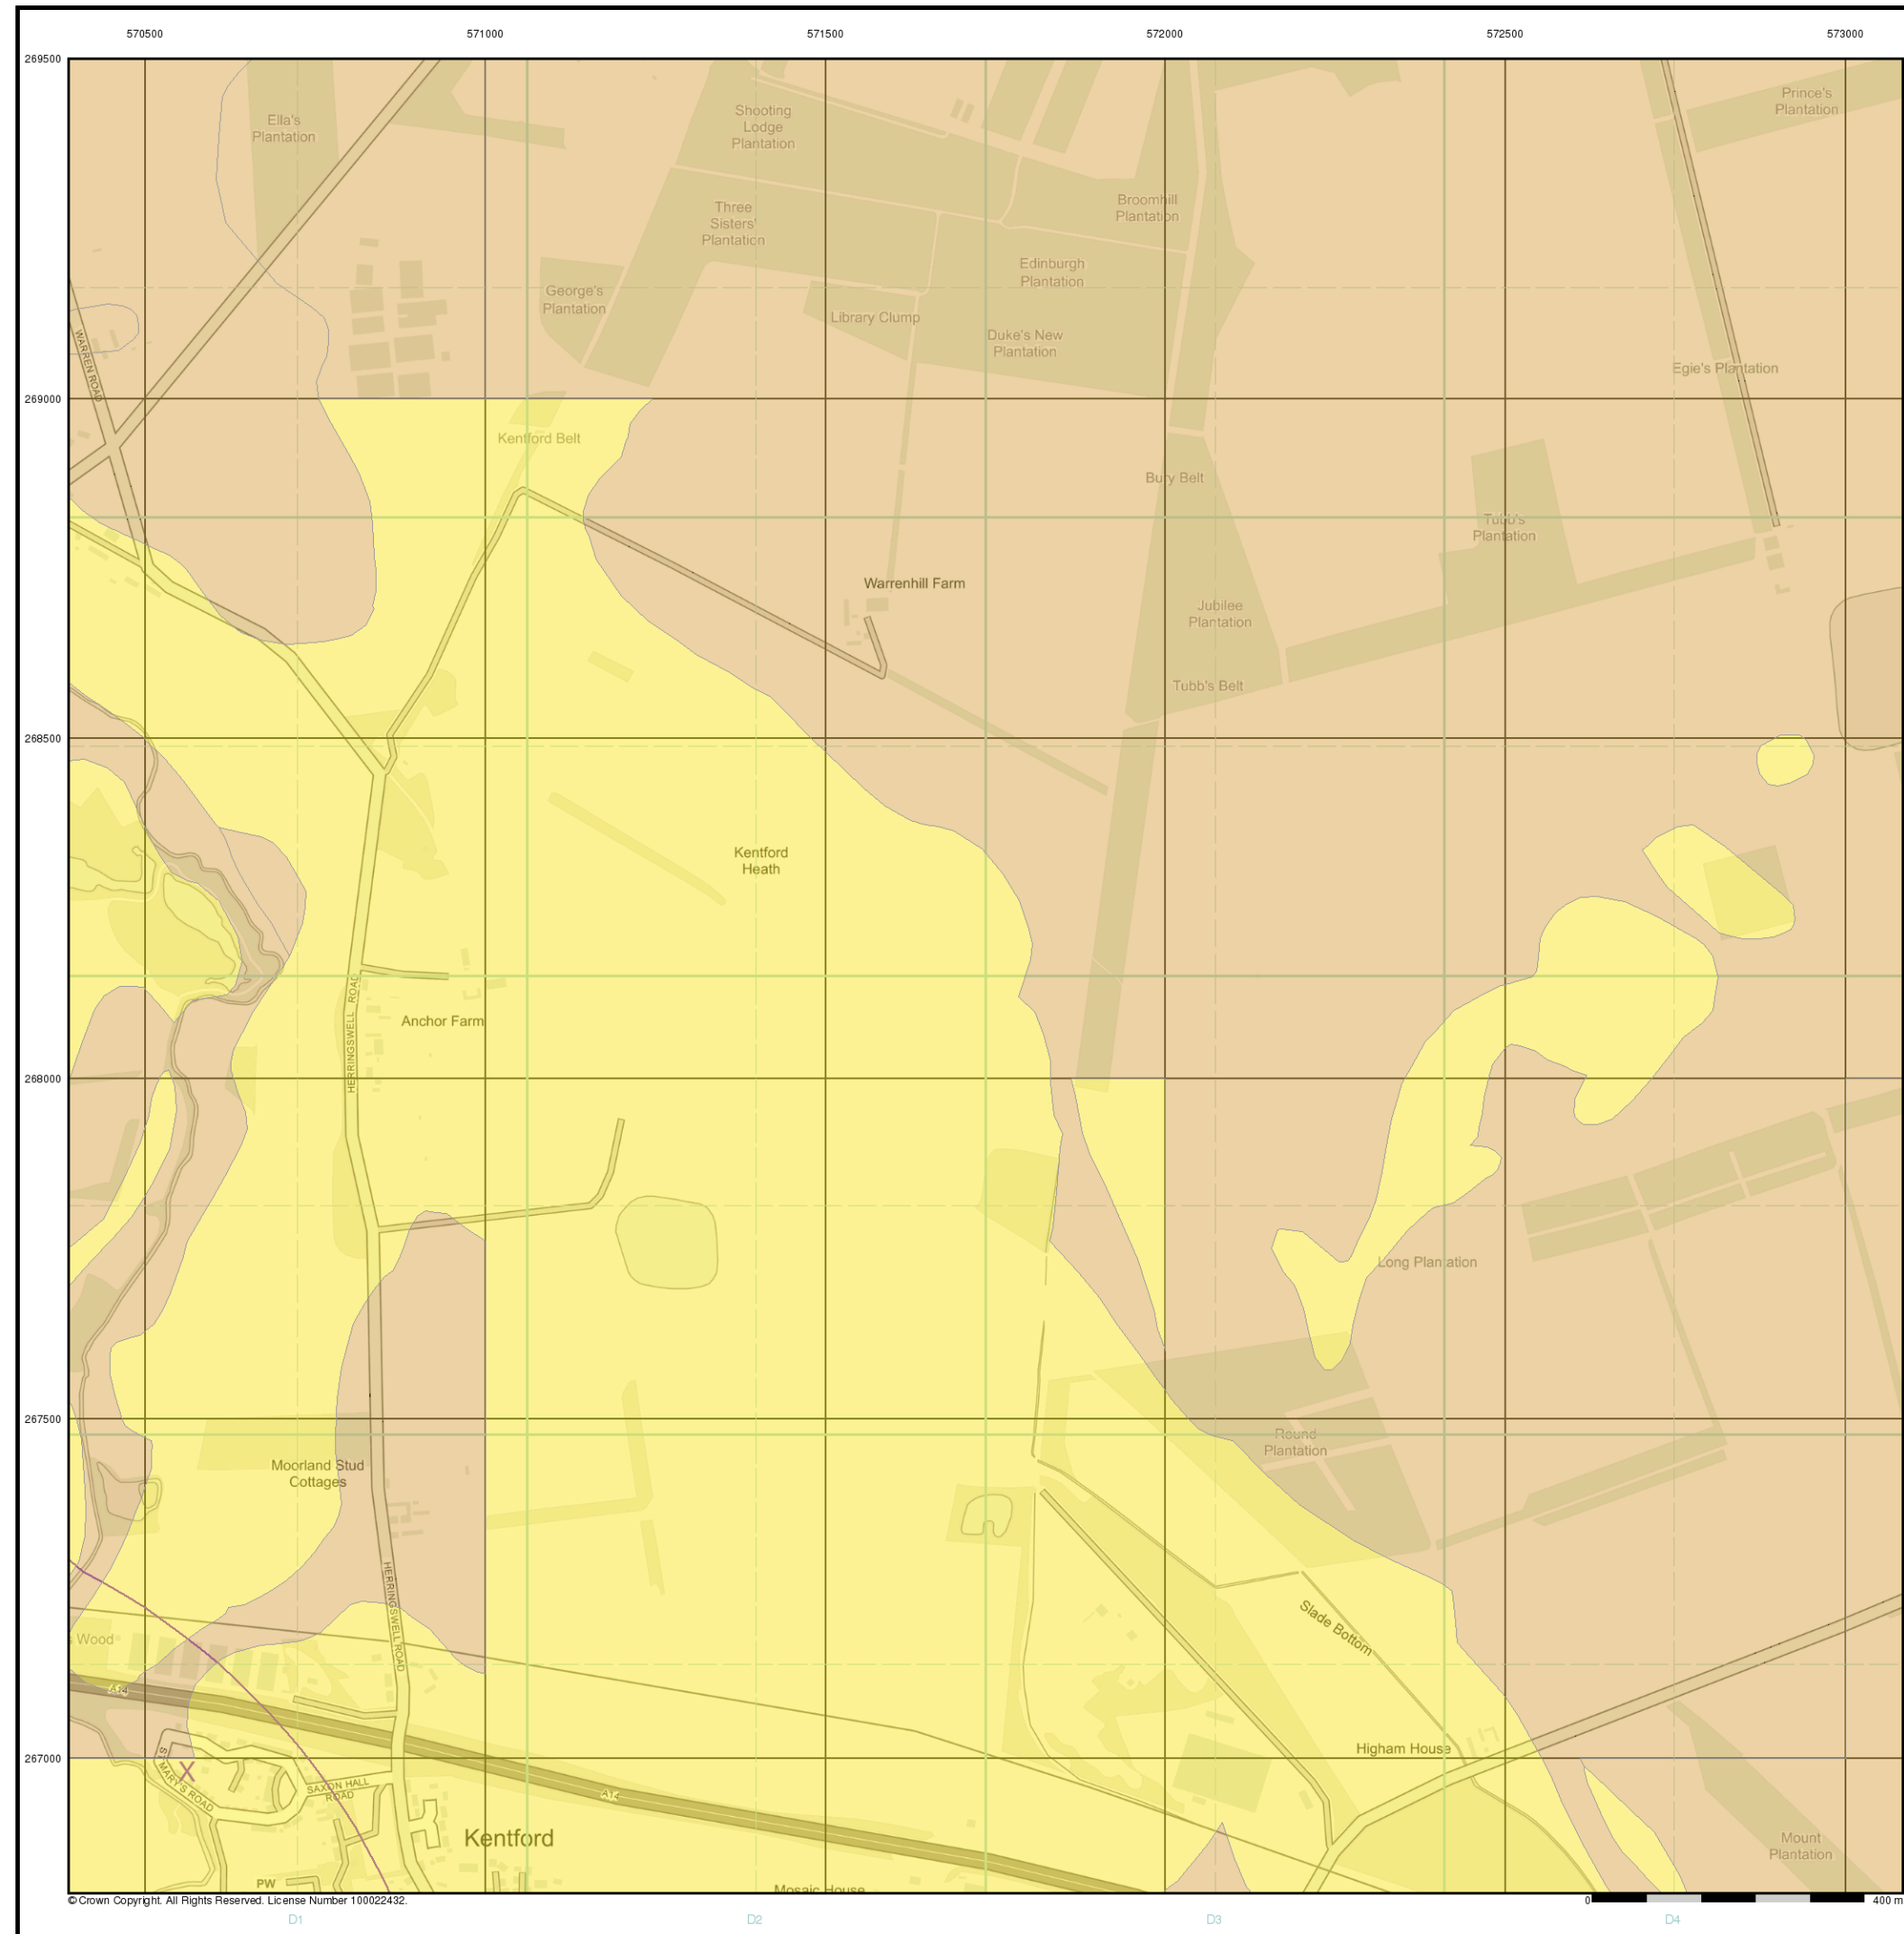 570500
571000
571500
572000
572500
573000
269500
Ella's
Plantation
Shooting
Lodge
Plantation
Prince's
Plantation
Three
Sisters'
Plantation
Broomhill
Plantation
Edinburgh
Plantation
George's
Plantation
Library Clump
Duke's New
Plantation
WARREN ROAD
Egie's Plantation
269000
Kentford Belt
Bury Belt
Tubb's
Plantation
Warrenhill Farm
Jubilee
Plantation
Tubb's Belt
268500
Kentford
Heath
HERRINGSWELL ROAD
Anchor Farm
268000
Long Plantation
267500
Round
Plantation
Moorland Stud
Cottages
HERRINGSWELL ROAD
Slade Bottom
s Wood
A14
267000
Higham House
ST MARY'S ROAD
X
SAXON HALL
ROAD
A14
Kentford
Mount
Plantation
PW
Mosaic House
© Crown Copyright. All Rights Reserved. License Number 100022432.
0
400 m
D1
D2
D3
D4